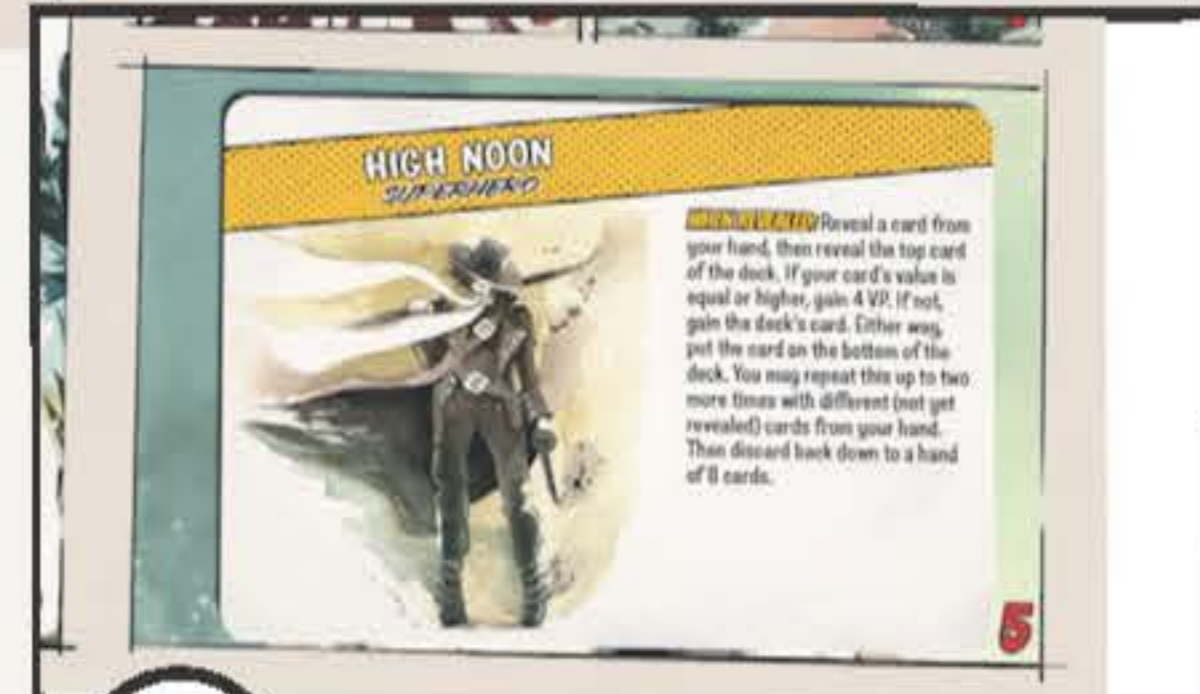 HIGH NOON
SUPERHERO
WHEN REVEALED: Reveal a card from
your hand, then reveal the top card
of the deck. If your card's value is
equal or higher, gain 4 VP. If not,
gain the deck's card. Either way,
put the card on the bottom of the
deck. You may repeat this up to two
more times with different (not yet
revealed) cards from your hand.
Then discard back down to a hand
of 8 cards.
5